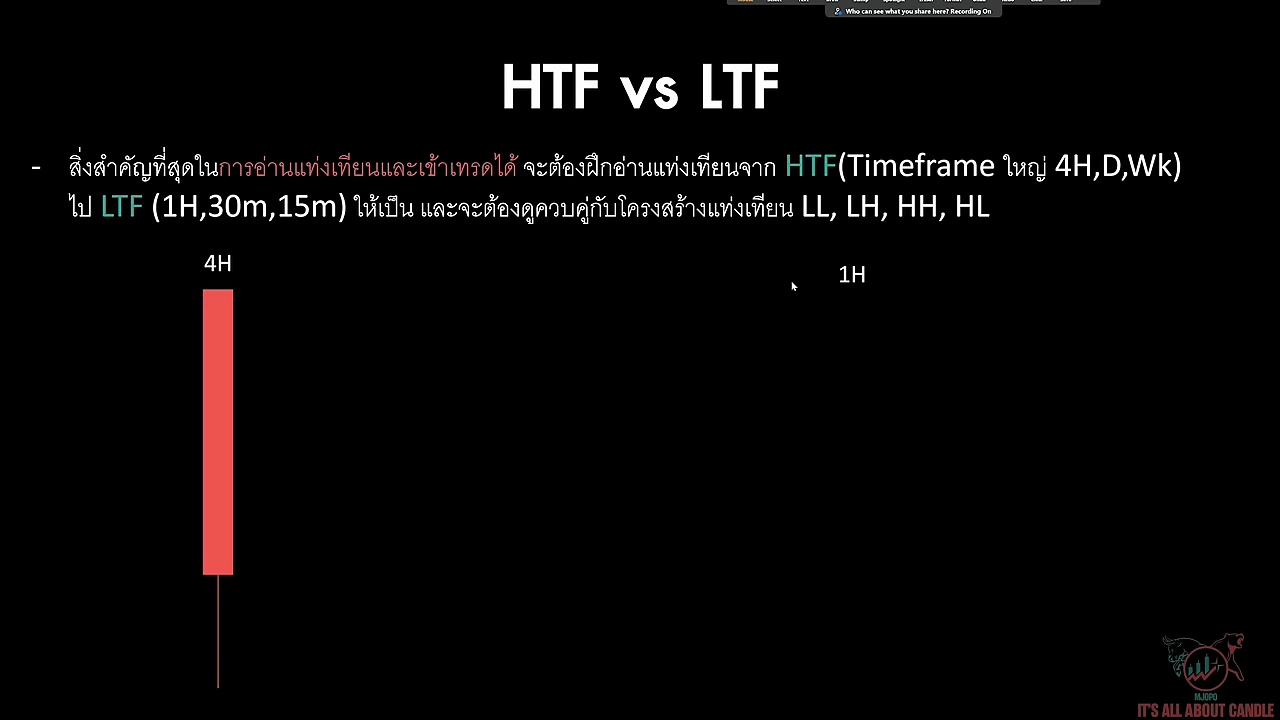 Who can see what you share here? Recording On
HTF vs LTF
- สิ่งสำคัญที่สุดในการอ่านแท่งเทียนและเข้าเทรดได้ จะต้องฝึกอ่านแท่งเทียนจาก HTF(Timeframe ใหญ่ 4H,D,Wk)
ไป LTF (1H,30m,15m) ให้เป็น และจะต้องดูควบคู่กับโครงสร้างแท่งเทียน LL, LH, HH, HL
4H
1H
MJOPO
IT'S ALL ABOUT CANDLE